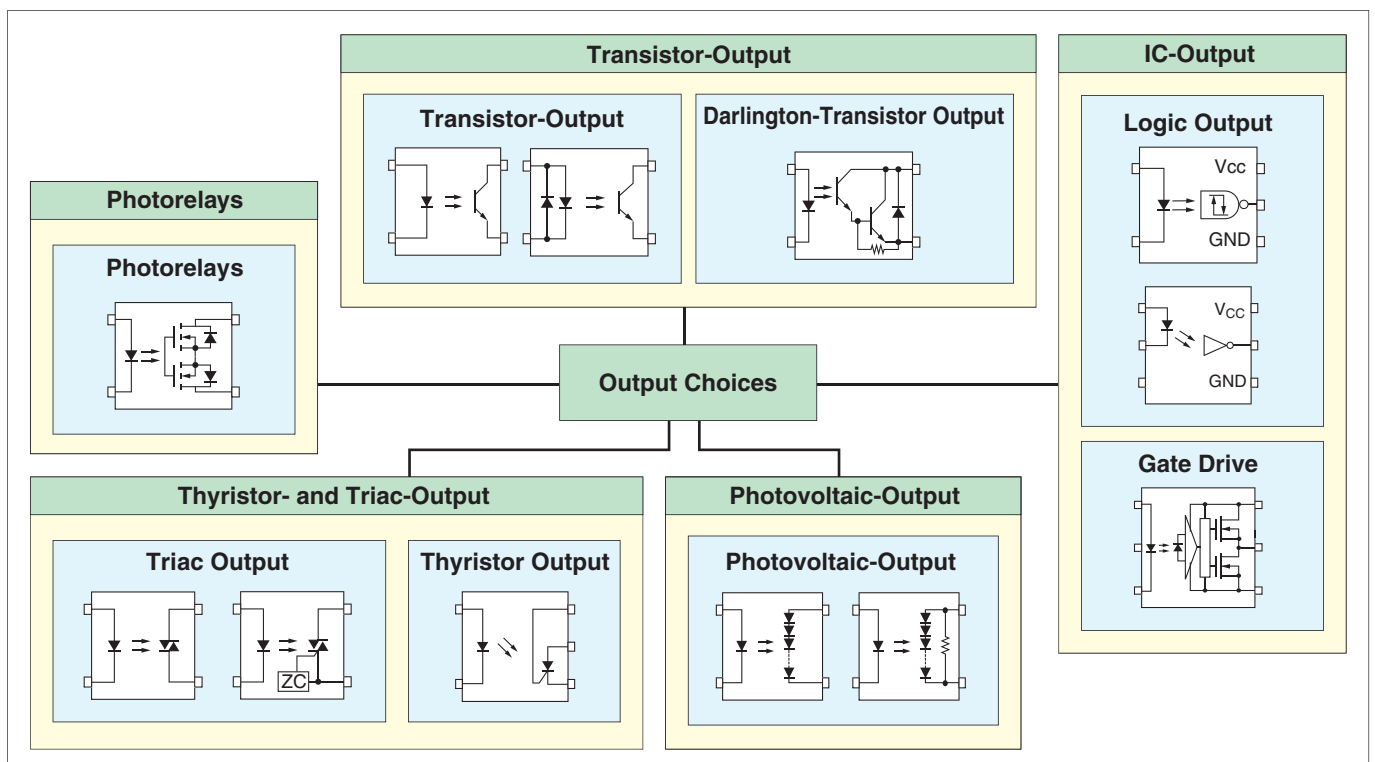 Transistor-Output
Transistor-Output
Darlington-Transistor Output
IC-Output
Logic Output
Vcc
GND
VCC
GND
Gate Drive
Photorelays
Photorelays
Output Choices
Thyristor- and Triac-Output
Triac Output
ZC
Thyristor Output
Photovoltaic-Output
Photovoltaic-Output